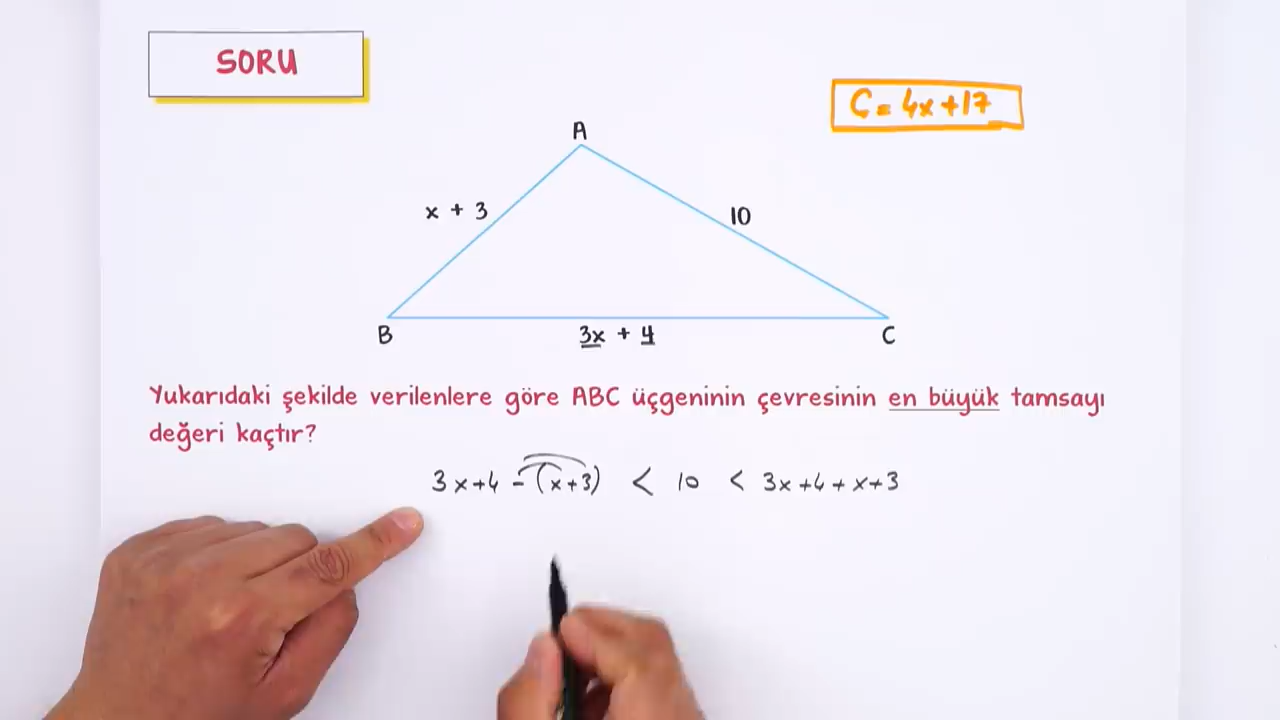 SORU
C = 4x+17
A
x + 3
10
B
3x + 4
C
Yukarıdaki şekilde verilenlere göre ABC üçgeninin çevresinin en büyük tamsayı
değeri kaçtır?
3x+4 - (x+3) < 10 < 3x+4+x+3